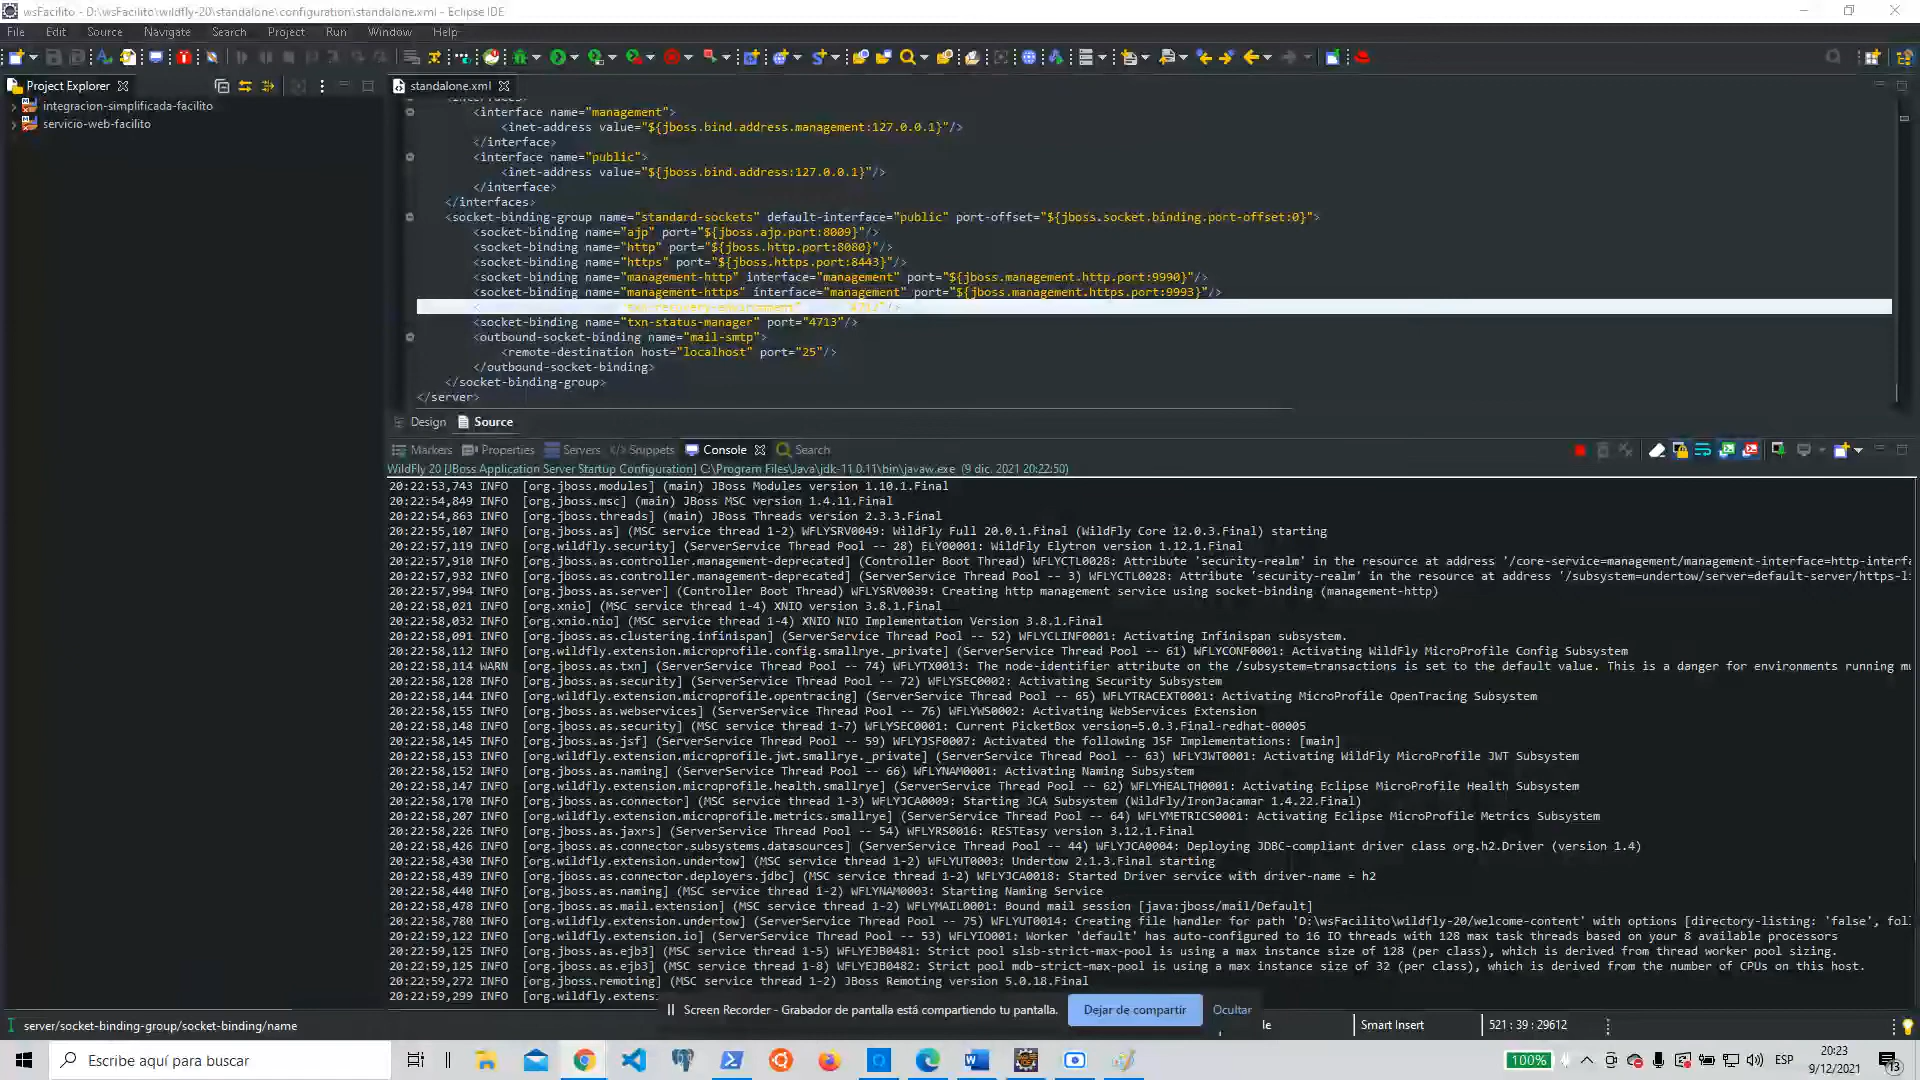 wsFacilito - D:\wsFacilito\wildfly-20\standalone\configuration\standalone.xml - Eclipse IDE
File Edit Source Navigate Search Project Run Window Help
Project Explorer
integracion-simplificada-facilito
servicio-web-facilito
standalone.xml
<interfaces>
<interface name="management">
<inet-address value="${jboss.bind.address.management:127.0.0.1}"/>
</interface>
<interface name="public">
<inet-address value="${jboss.bind.address:127.0.0.1}"/>
</interface>
</interfaces>
<socket-binding-group name="standard-sockets" default-interface="public" port-offset="${jboss.socket.binding.port-offset:0}">
<socket-binding name="ajp" port="${jboss.ajp.port:8009}"/>
<socket-binding name="http" port="${jboss.http.port:8080}"/>
<socket-binding name="https" port="${jboss.https.port:8443}"/>
<socket-binding name="management-http" interface="management" port="${jboss.management.http.port:9990}"/>
<socket-binding name="management-https" interface="management" port="${jboss.management.https.port:9993}"/>
< "txn-recovery-environment" "4712"/>
<socket-binding name="txn-status-manager" port="4713"/>
<outbound-socket-binding name="mail-smtp">
<remote-destination host="localhost" port="25"/>
</outbound-socket-binding>
</socket-binding-group>
</server>
Design Source
Markers Properties Servers Snippets Console Search
WildFly 20 [JBoss Application Server Startup Configuration] C:\Program Files\Java\jdk-11.0.11\bin\javaw.exe (9 dic. 2021 20:22:50)
20:22:53,743 INFO [org.jboss.modules] (main) JBoss Modules version 1.10.1.Final
20:22:54,849 INFO [org.jboss.msc] (main) JBoss MSC version 1.4.11.Final
20:22:54,863 INFO [org.jboss.threads] (main) JBoss Threads version 2.3.3.Final
20:22:55,107 INFO [org.jboss.as] (MSC service thread 1-2) WFLYSRV0049: WildFly Full 20.0.1.Final (WildFly Core 12.0.3.Final) starting
20:22:57,119 INFO [org.wildfly.security] (ServerService Thread Pool -- 28) ELY00001: WildFly Elytron version 1.12.1.Final
20:22:57,910 INFO [org.jboss.as.controller.management-deprecated] (Controller Boot Thread) WFLYCTL0028: Attribute 'security-realm' in the resource at address '/core-service=management/management-interface=http-interf
20:22:57,932 INFO [org.jboss.as.controller.management-deprecated] (ServerService Thread Pool -- 3) WFLYCTL0028: Attribute 'security-realm' in the resource at address '/subsystem=undertow/server=default-server/https-li
20:22:57,994 INFO [org.jboss.as.server] (Controller Boot Thread) WFLYSRV0039: Creating http management service using socket-binding (management-http)
20:22:58,021 INFO [org.xnio] (MSC service thread 1-4) XNIO version 3.8.1.Final
20:22:58,032 INFO [org.xnio.nio] (MSC service thread 1-4) XNIO NIO Implementation Version 3.8.1.Final
20:22:58,091 INFO [org.jboss.as.clustering.infinispan] (ServerService Thread Pool -- 52) WFLYCLINF0001: Activating Infinispan subsystem.
20:22:58,112 INFO [org.wildfly.extension.microprofile.config.smallrye._private] (ServerService Thread Pool -- 61) WFLYCONF0001: Activating WildFly MicroProfile Config Subsystem
20:22:58,114 WARN [org.jboss.as.txn] (ServerService Thread Pool -- 74) WFLYTX0013: The node-identifier attribute on the /subsystem=transactions is set to the default value. This is a danger for environments running mu
20:22:58,128 INFO [org.jboss.as.security] (ServerService Thread Pool -- 72) WFLYSEC0002: Activating Security Subsystem
20:22:58,144 INFO [org.wildfly.extension.microprofile.opentracing] (ServerService Thread Pool -- 65) WFLYTRACEXT0001: Activating MicroProfile OpenTracing Subsystem
20:22:58,155 INFO [org.jboss.as.webservices] (ServerService Thread Pool -- 76) WFLYWS0002: Activating WebServices Extension
20:22:58,148 INFO [org.jboss.as.security] (MSC service thread 1-7) WFLYSEC0001: Current PicketBox version=5.0.3.Final-redhat-00005
20:22:58,145 INFO [org.jboss.as.jsf] (ServerService Thread Pool -- 59) WFLYJSF0007: Activated the following JSF Implementations: [main]
20:22:58,153 INFO [org.wildfly.extension.microprofile.jwt.smallrye._private] (ServerService Thread Pool -- 63) WFLYJWT0001: Activating WildFly MicroProfile JWT Subsystem
20:22:58,152 INFO [org.jboss.as.naming] (ServerService Thread Pool -- 66) WFLYNAM0001: Activating Naming Subsystem
20:22:58,147 INFO [org.wildfly.extension.microprofile.health.smallrye] (ServerService Thread Pool -- 62) WFLYHEALTH0001: Activating Eclipse MicroProfile Health Subsystem
20:22:58,170 INFO [org.jboss.as.connector] (MSC service thread 1-3) WFLYJCA0009: Starting JCA Subsystem (WildFly/IronJacamar 1.4.22.Final)
20:22:58,207 INFO [org.wildfly.extension.microprofile.metrics.smallrye] (ServerService Thread Pool -- 64) WFLYMETRICS0001: Activating Eclipse MicroProfile Metrics Subsystem
20:22:58,226 INFO [org.jboss.as.jaxrs] (ServerService Thread Pool -- 54) WFLYRS0016: RESTEasy version 3.12.1.Final
20:22:58,426 INFO [org.jboss.as.connector.subsystems.datasources] (ServerService Thread Pool -- 44) WFLYJCA0004: Deploying JDBC-compliant driver class org.h2.Driver (version 1.4)
20:22:58,430 INFO [org.wildfly.extension.undertow] (MSC service thread 1-2) WFLYUT0003: Undertow 2.1.3.Final starting
20:22:58,439 INFO [org.jboss.as.connector.deployers.jdbc] (MSC service thread 1-2) WFLYJCA0018: Started Driver service with driver-name = h2
20:22:58,440 INFO [org.jboss.as.naming] (MSC service thread 1-2) WFLYNAM0003: Starting Naming Service
20:22:58,478 INFO [org.jboss.as.mail.extension] (MSC service thread 1-2) WFLYMAIL0001: Bound mail session [java:jboss/mail/Default]
20:22:58,780 INFO [org.wildfly.extension.undertow] (ServerService Thread Pool -- 75) WFLYUT0014: Creating file handler for path 'D:\wsFacilito\wildfly-20/welcome-content' with options [directory-listing: 'false', fol
20:22:59,122 INFO [org.wildfly.extension.io] (ServerService Thread Pool -- 53) WFLYIO001: Worker 'default' has auto-configured to 16 IO threads with 128 max task threads based on your 8 available processors
20:22:59,125 INFO [org.jboss.as.ejb3] (MSC service thread 1-5) WFLYEJB0481: Strict pool slsb-strict-max-pool is using a max instance size of 128 (per class), which is derived from thread worker pool sizing.
20:22:59,125 INFO [org.jboss.as.ejb3] (MSC service thread 1-8) WFLYEJB0482: Strict pool mdb-strict-max-pool is using a max instance size of 32 (per class), which is derived from the number of CPUs on this host.
20:22:59,272 INFO [org.jboss.remoting] (MSC service thread 1-2) JBoss Remoting version 5.0.18.Final
20:22:59,299 INFO [org.wildfly.extens
Screen Recorder - Grabador de pantalla está compartiendo tu pantalla. Dejar de compartir Ocultar
server/socket-binding-group/socket-binding/name le Smart Insert 521 : 39 : 29612
Escribe aquí para buscar 100% ESP 20:23
9/12/2021 13